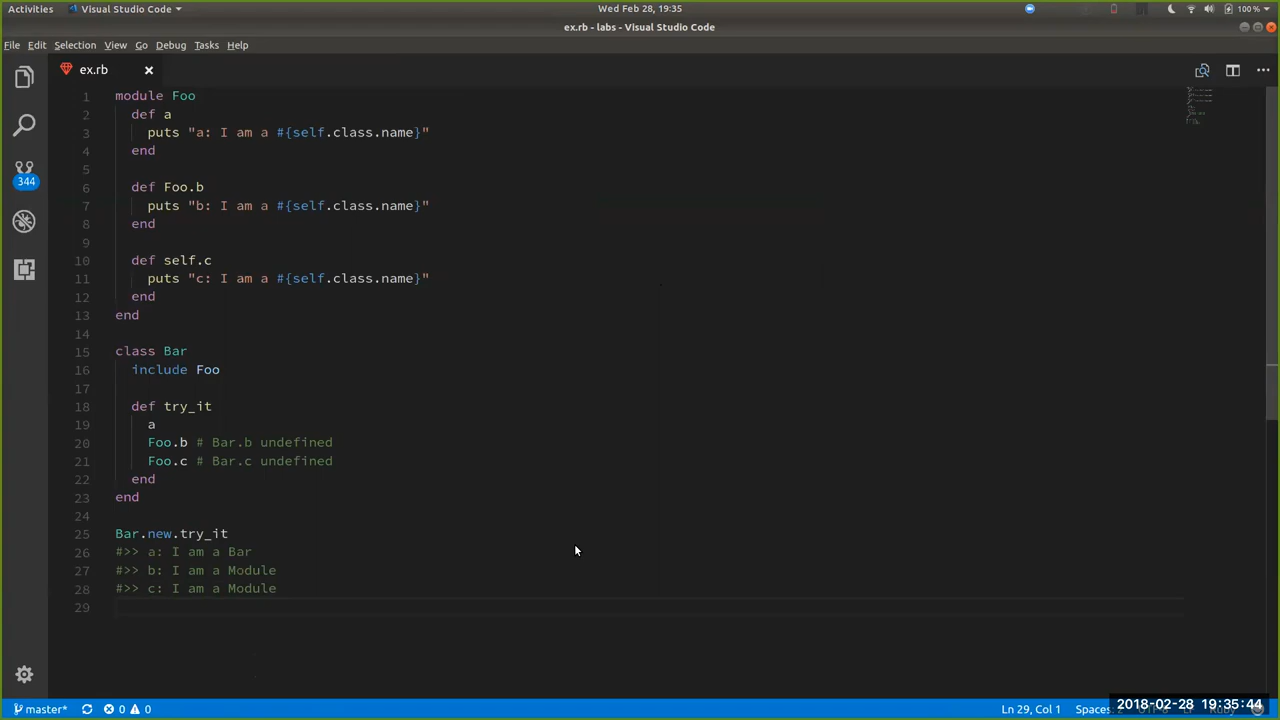 Activities Visual Studio Code Wed Feb 28, 19:35 100 %
ex.rb - labs - Visual Studio Code
File Edit Selection View Go Debug Tasks Help
ex.rb
1 module Foo
2   def a
3     puts "a: I am a #{self.class.name}"
4   end
5
6   def Foo.b
7     puts "b: I am a #{self.class.name}"
8   end
9
10   def self.c
11     puts "c: I am a #{self.class.name}"
12   end
13 end
14
15 class Bar
16   include Foo
17
18   def try_it
19     a
20     Foo.b # Bar.b undefined
21     Foo.c # Bar.c undefined
22   end
23 end
24
25 Bar.new.try_it
26 #>> a: I am a Bar
27 #>> b: I am a Module
28 #>> c: I am a Module
29
344
master* 0 0 Ln 29, Col 1 Spaces:
2018-02-28 19:35:44